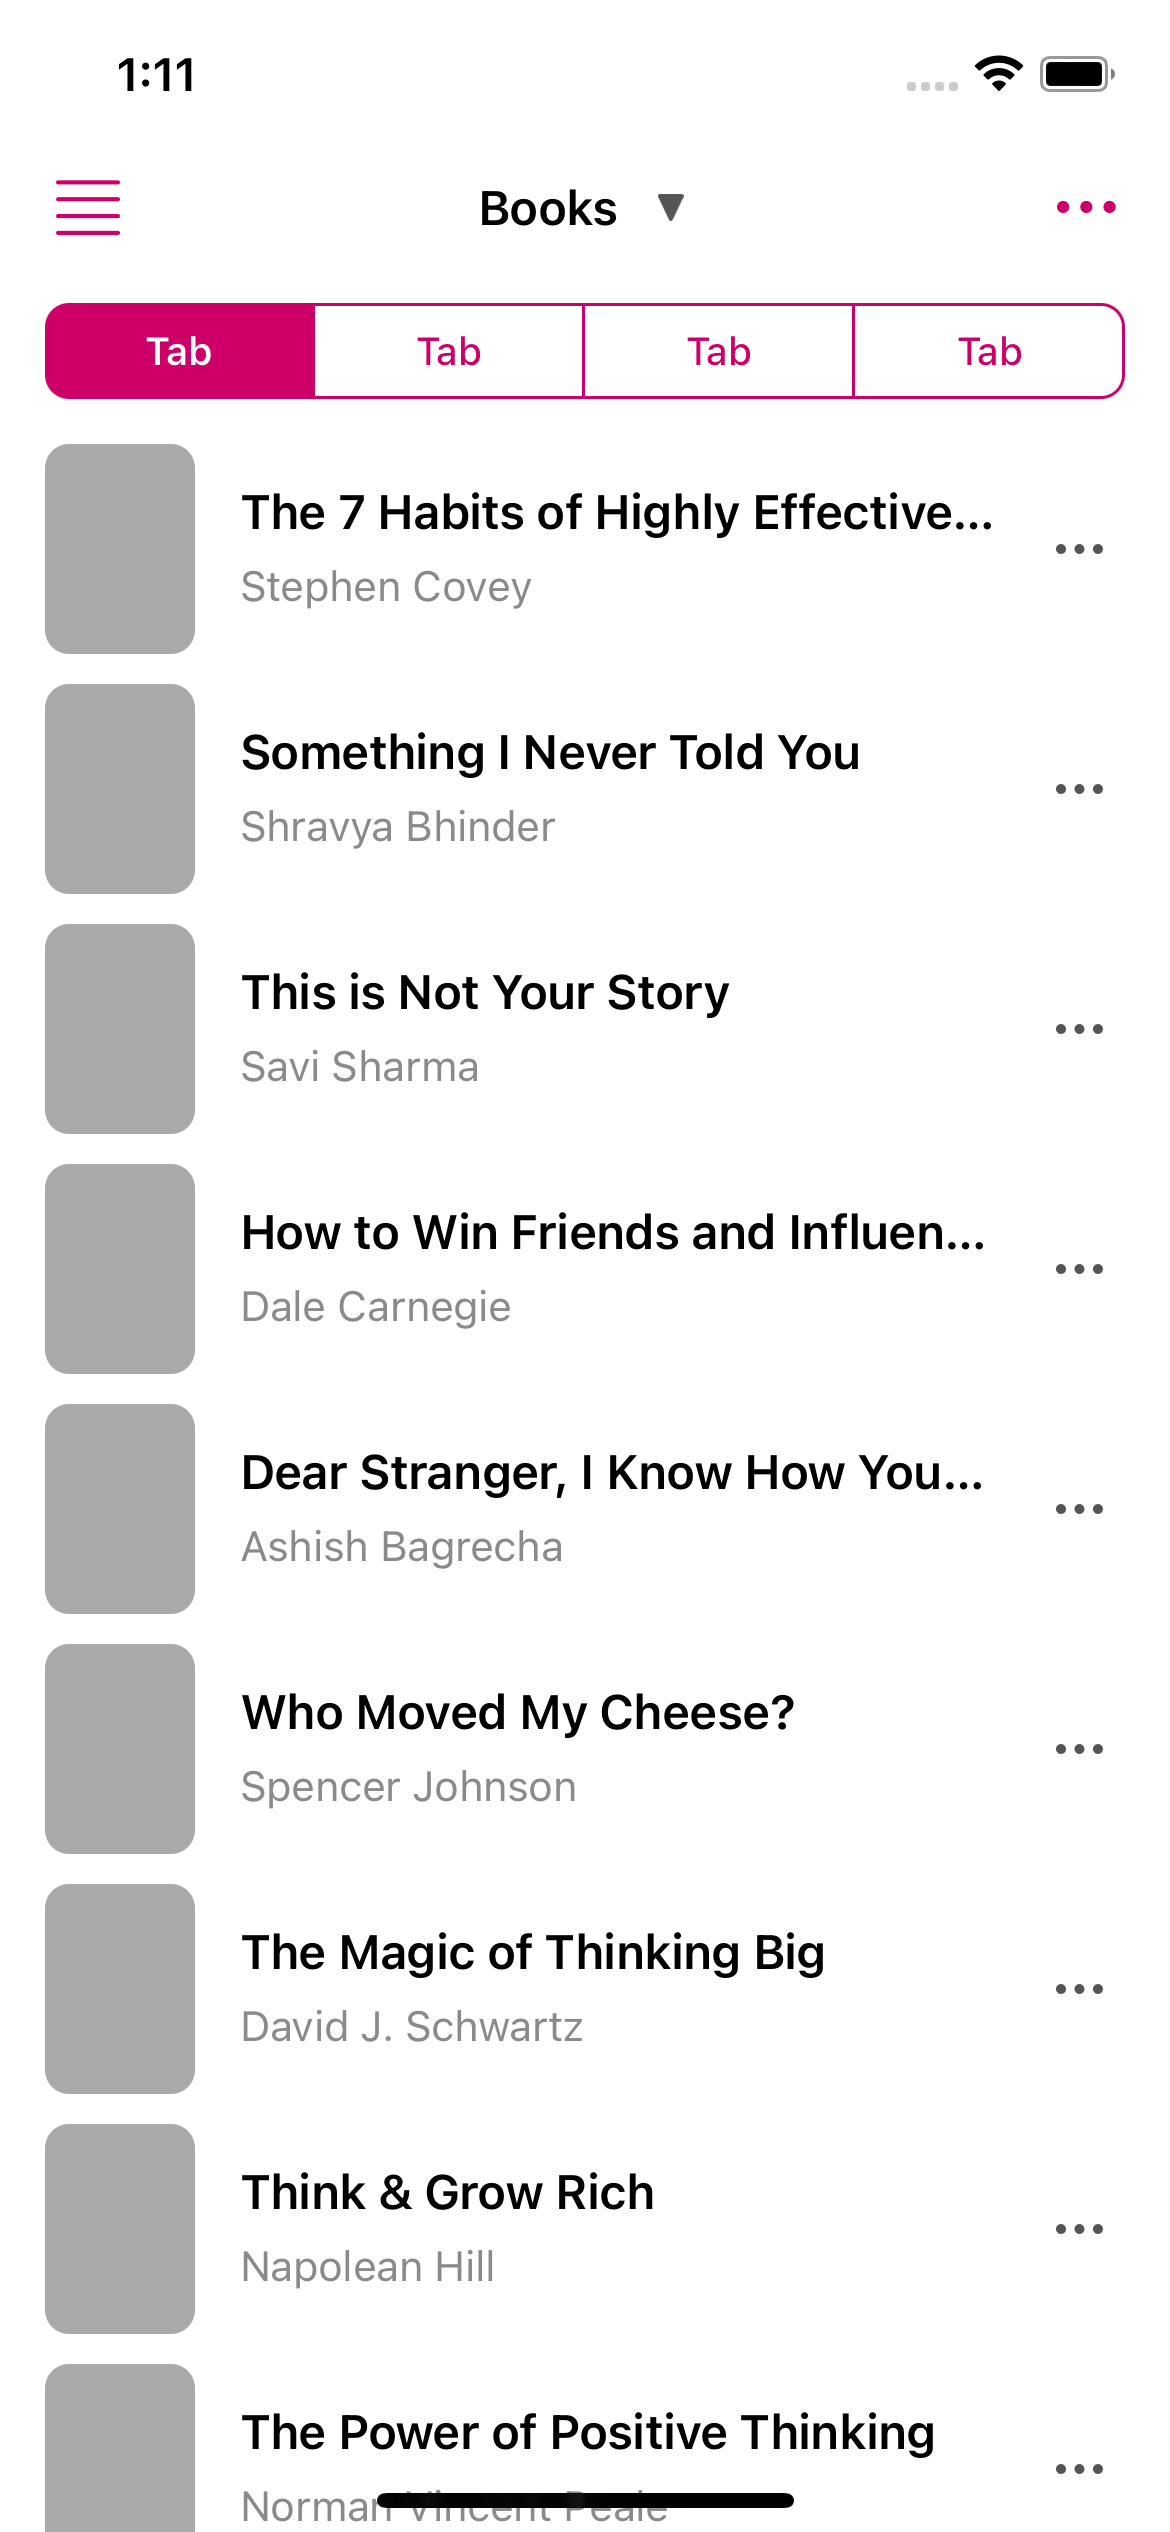 1:11
Books ▼
Tab Tab Tab Tab
The 7 Habits of Highly Effective...
Stephen Covey
Something I Never Told You
Shravya Bhinder
This is Not Your Story
Savi Sharma
How to Win Friends and Influen...
Dale Carnegie
Dear Stranger, I Know How You...
Ashish Bagrecha
Who Moved My Cheese?
Spencer Johnson
The Magic of Thinking Big
David J. Schwartz
Think & Grow Rich
Napolean Hill
The Power of Positive Thinking
Norman Vincent Peale